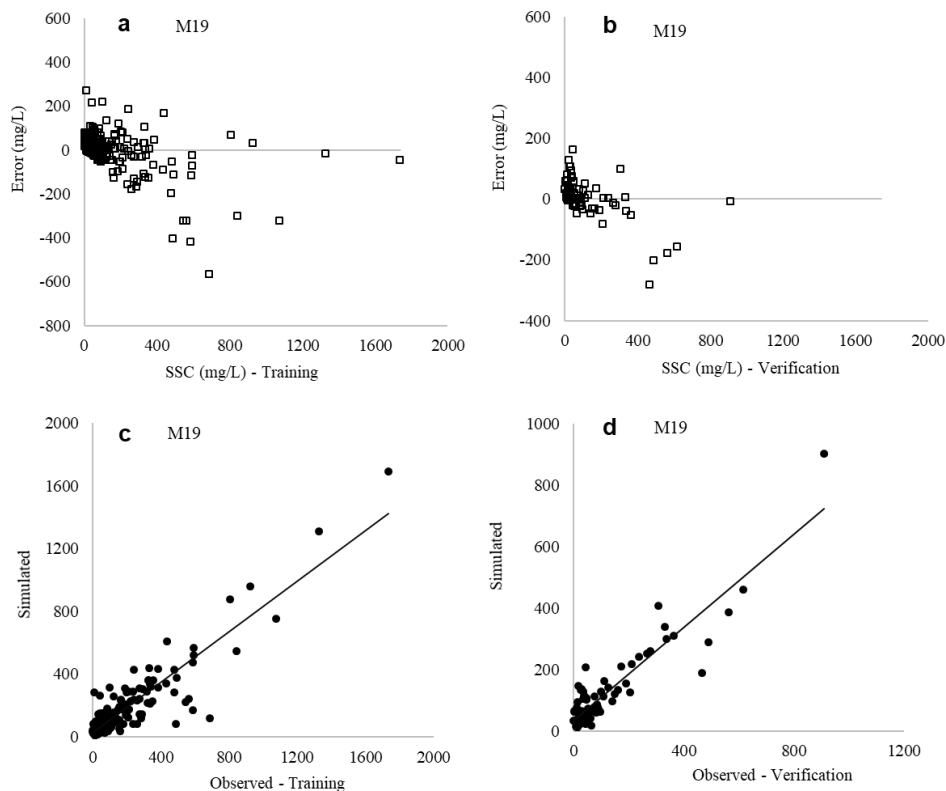 a M19
600
400
200
0
-200
-400
-600
-800
Error (mg/L)
0 400 800 1200 1600 2000
SSC (mg/L) - Training
b M19
600
400
200
0
-200
-400
Error (mg/L)
0 400 800 1200 1600 2000
SSC (mg/L) - Verification
c M19
2000
1600
1200
800
400
0
Simulated
0 400 800 1200 1600 2000
Observed - Training
d M19
1000
800
600
400
200
0
Simulated
0 400 800 1200
Observed - Verification